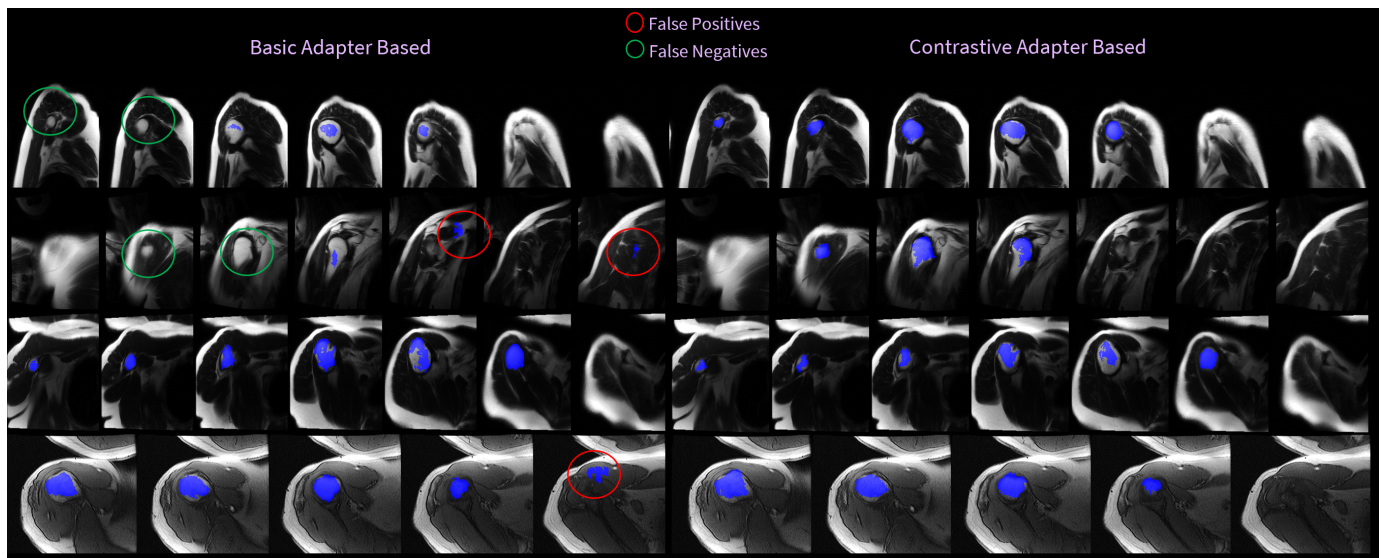 False Positives
Basic Adapter Based
False Negatives
Contrastive Adapter Based